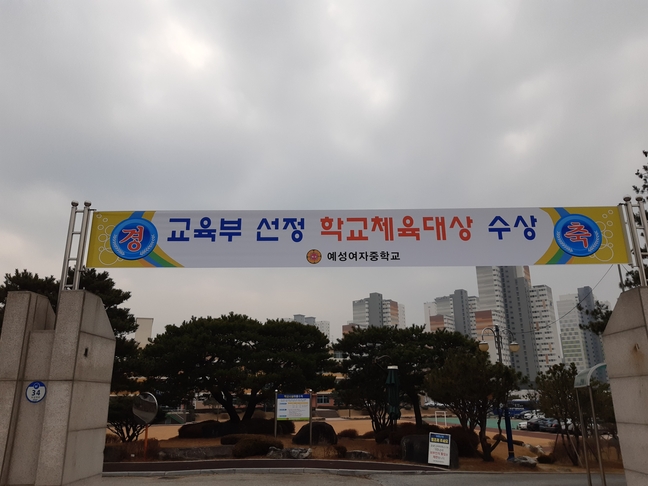 경 교육부 선정 학교체육대상 수상 축
예성여자중학교
34